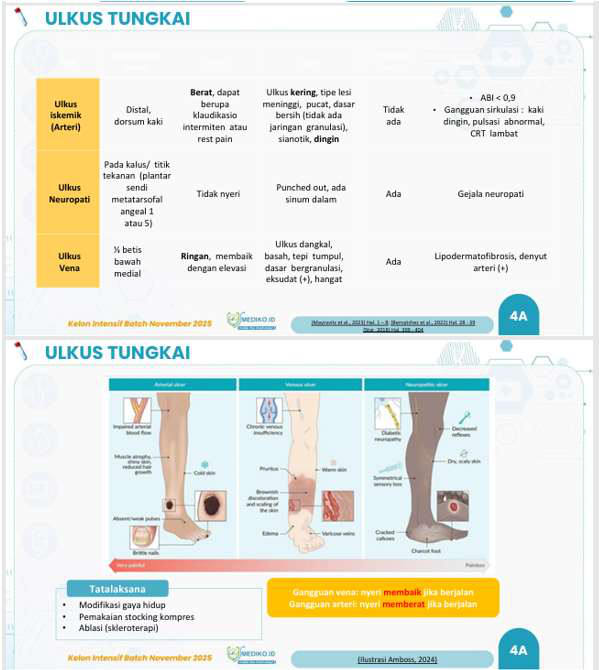 ULKUS TUNGKAI
Ulkus
iskemik
(Arteri)
Distal,
dorsum kaki
Berat, dapat
berupa
klaudikasio
intermiten atau
rest pain
Ulkus kering, tipe lesi
meninggi, pucat, dasar
bersih (tidak ada
jaringan granulasi),
sianotik, dingin
Tidak
ada
• ABI < 0,9
• Gangguan sirkulasi : kaki
dingin, pulsasi abnormal,
CRT lambat
Ulkus
Neuropati
Pada kalus/ titik
tekanan (plantar
sendi
metatarsofal
angeal 1
atau 5)
Tidak nyeri
Punched out, ada
sinum dalam
Ada
Gejala neuropati
Ulkus
Vena
⅓ betis
bawah
medial
Ringan, membaik
dengan elevasi
Ulkus dangkal,
basah, tepi tumpul,
dasar bergranulasi,
eksudat (+), hangat
Ada
Lipodermatofibrosis, denyut
arteri (+)
Kelon Intensif Batch November 2025
MEDIKO.ID
4A
ULKUS TUNGKAI
Arterial ulcer
Venous ulcer
Neuropathic ulcer
Impaired arterial
blood flow
Muscle atrophy,
shiny skin,
reduced hair
growth
Cold skin
Absent/weak pulses
Brittle nails
Chronic venous
insufficiency
Pruritus
Warm skin
Brownish
discoloration
and scaling of
the skin
Edema
Varicose veins
Diabetic
neuropathy
Decreased
reflexes
Dry, scaly skin
Symmetrical
sensory loss
Cracked
calluses
Charcot foot
Very painful
Painless
Tatalaksana
• Modifikasi gaya hidup
• Pemakaian stocking kompres
• Ablasi (skleroterapi)
Gangguan vena: nyeri membaik jika berjalan
Gangguan arteri: nyeri memberat jika berjalan
Kelon Intensif Batch November 2025
MEDIKO.ID
(Ilustrasi Amboss, 2024)
4A